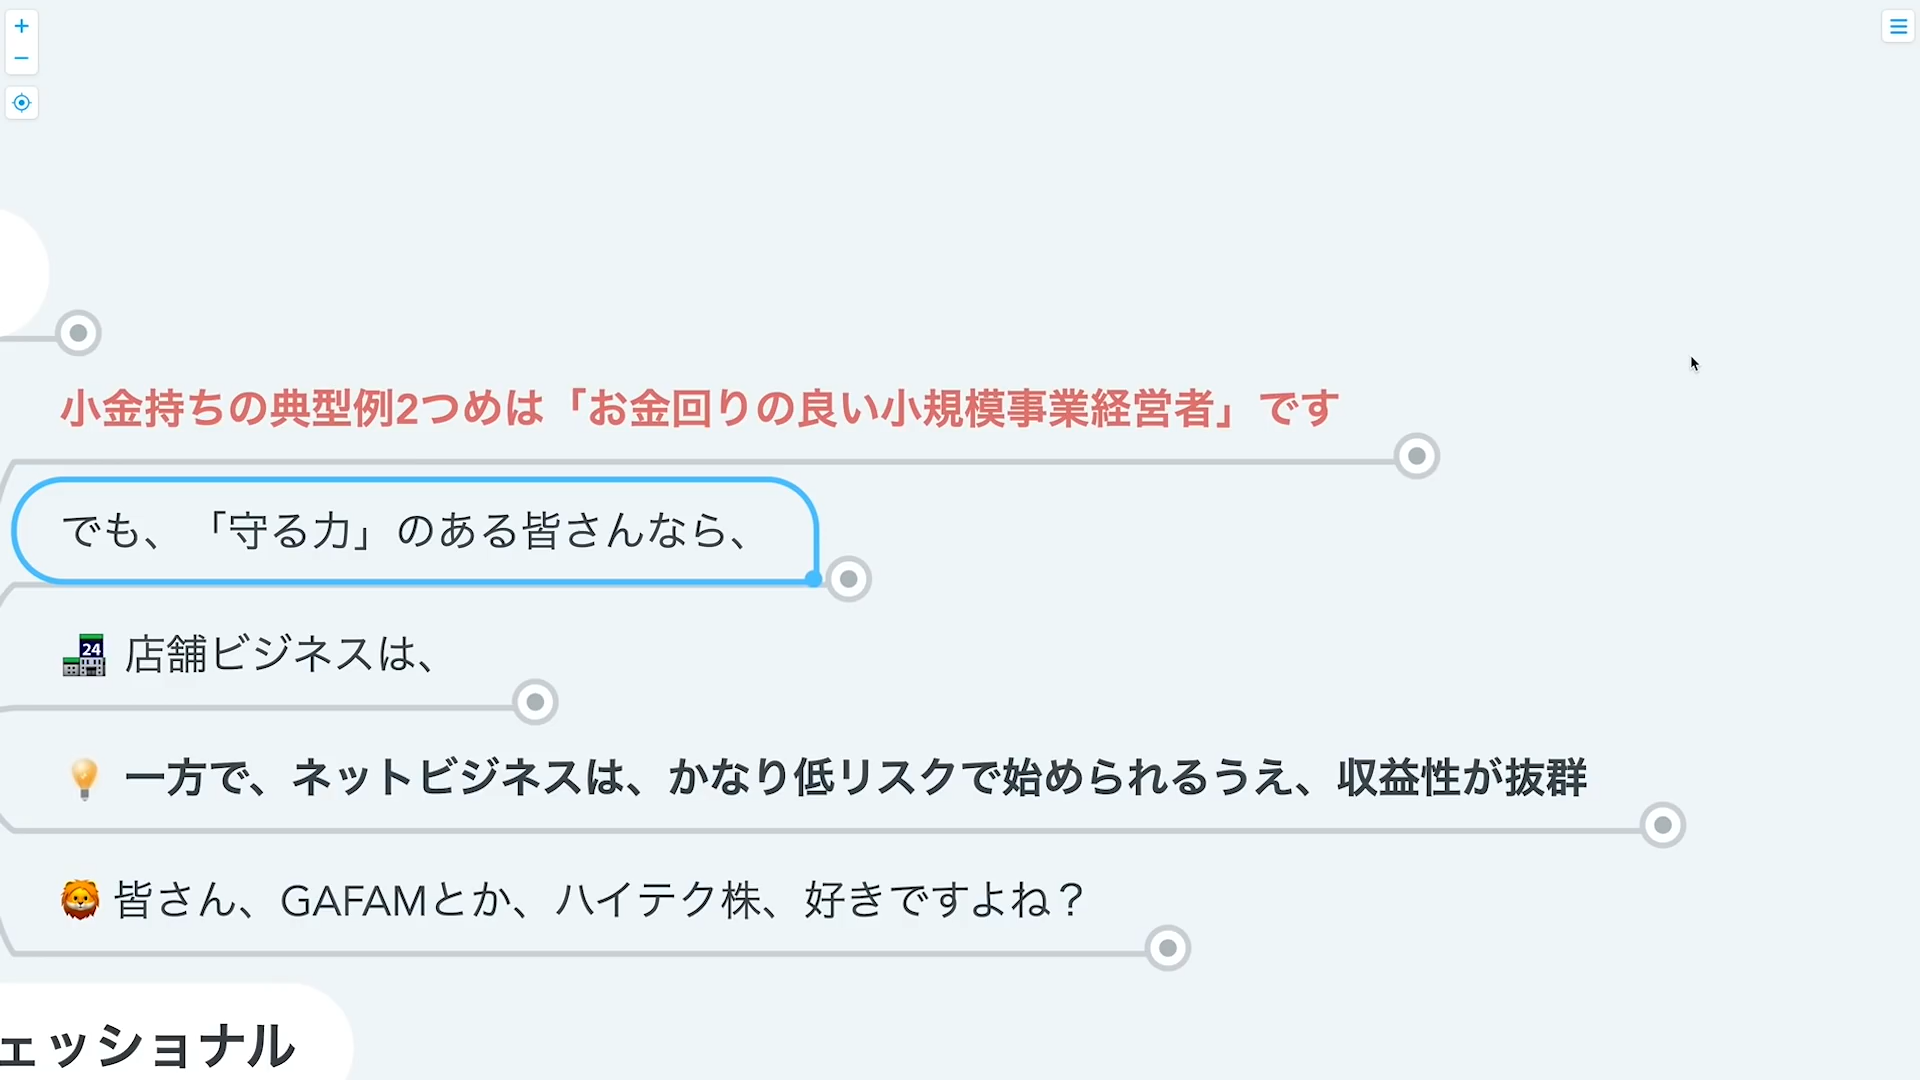 小金持ちの典型例2つめは「お金回りの良い小規模事業経営者」です
でも、「守る力」のある皆さんなら、
24 店舗ビジネスは、
一方で、ネットビジネスは、かなり低リスクで始められるうえ、収益性が抜群
皆さん、GAFAMとか、ハイテク株、好きですよね？
ェッショナル